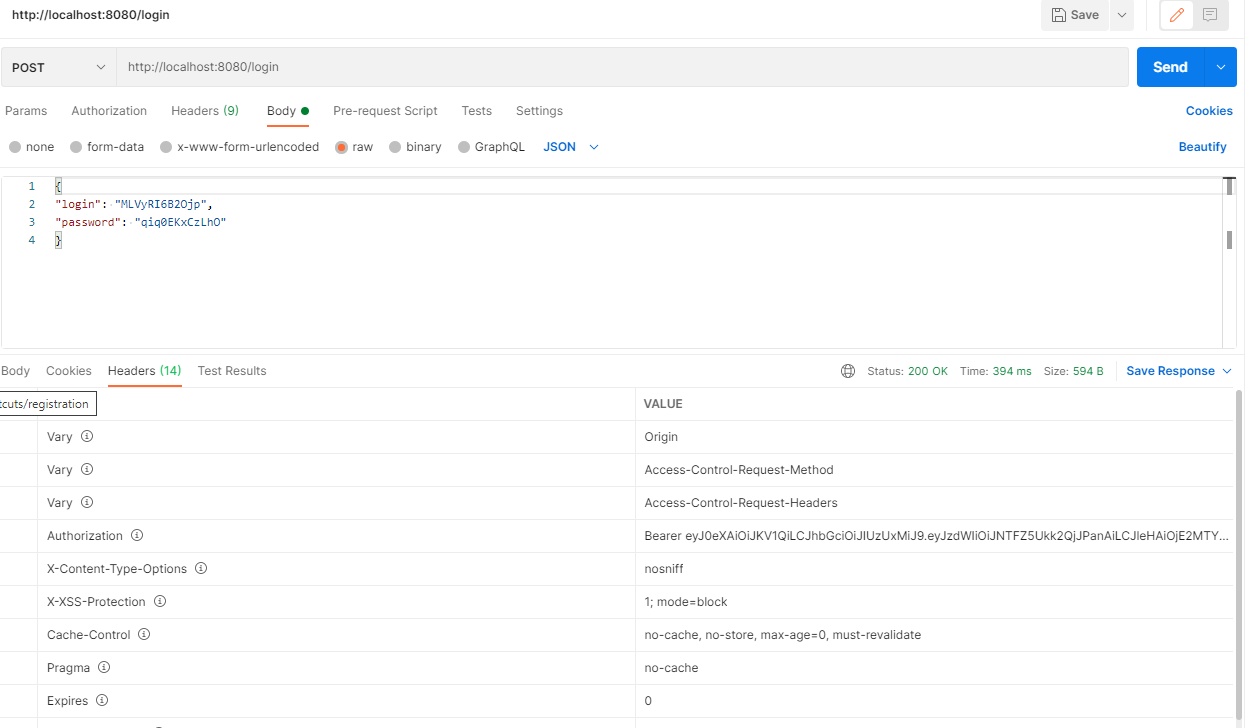 http://localhost:8080/login
Save
POST http://localhost:8080/login Send
Params Authorization Headers (9) Body Pre-request Script Tests Settings Cookies
none form-data x-www-form-urlencoded raw binary GraphQL JSON Beautify
1 {
2 "login": "MLVyRI6B2Ojp",
3 "password": "qiq0EKxCzLhO"
4 }
Body Cookies Headers (14) Test Results Status: 200 OK Time: 394 ms Size: 594 B Save Response
tcuts/registration VALUE
Vary Origin
Vary Access-Control-Request-Method
Vary Access-Control-Request-Headers
Authorization Bearer eyJ0eXAiOiJKV1QiLCJhbGciOiJIUzUxMiJ9.eyJzdWIiOiJNTFZ5Ukk2QjJPanAiLCJleHAiOjE2MTY...
X-Content-Type-Options nosniff
X-XSS-Protection 1; mode=block
Cache-Control no-cache, no-store, max-age=0, must-revalidate
Pragma no-cache
Expires 0